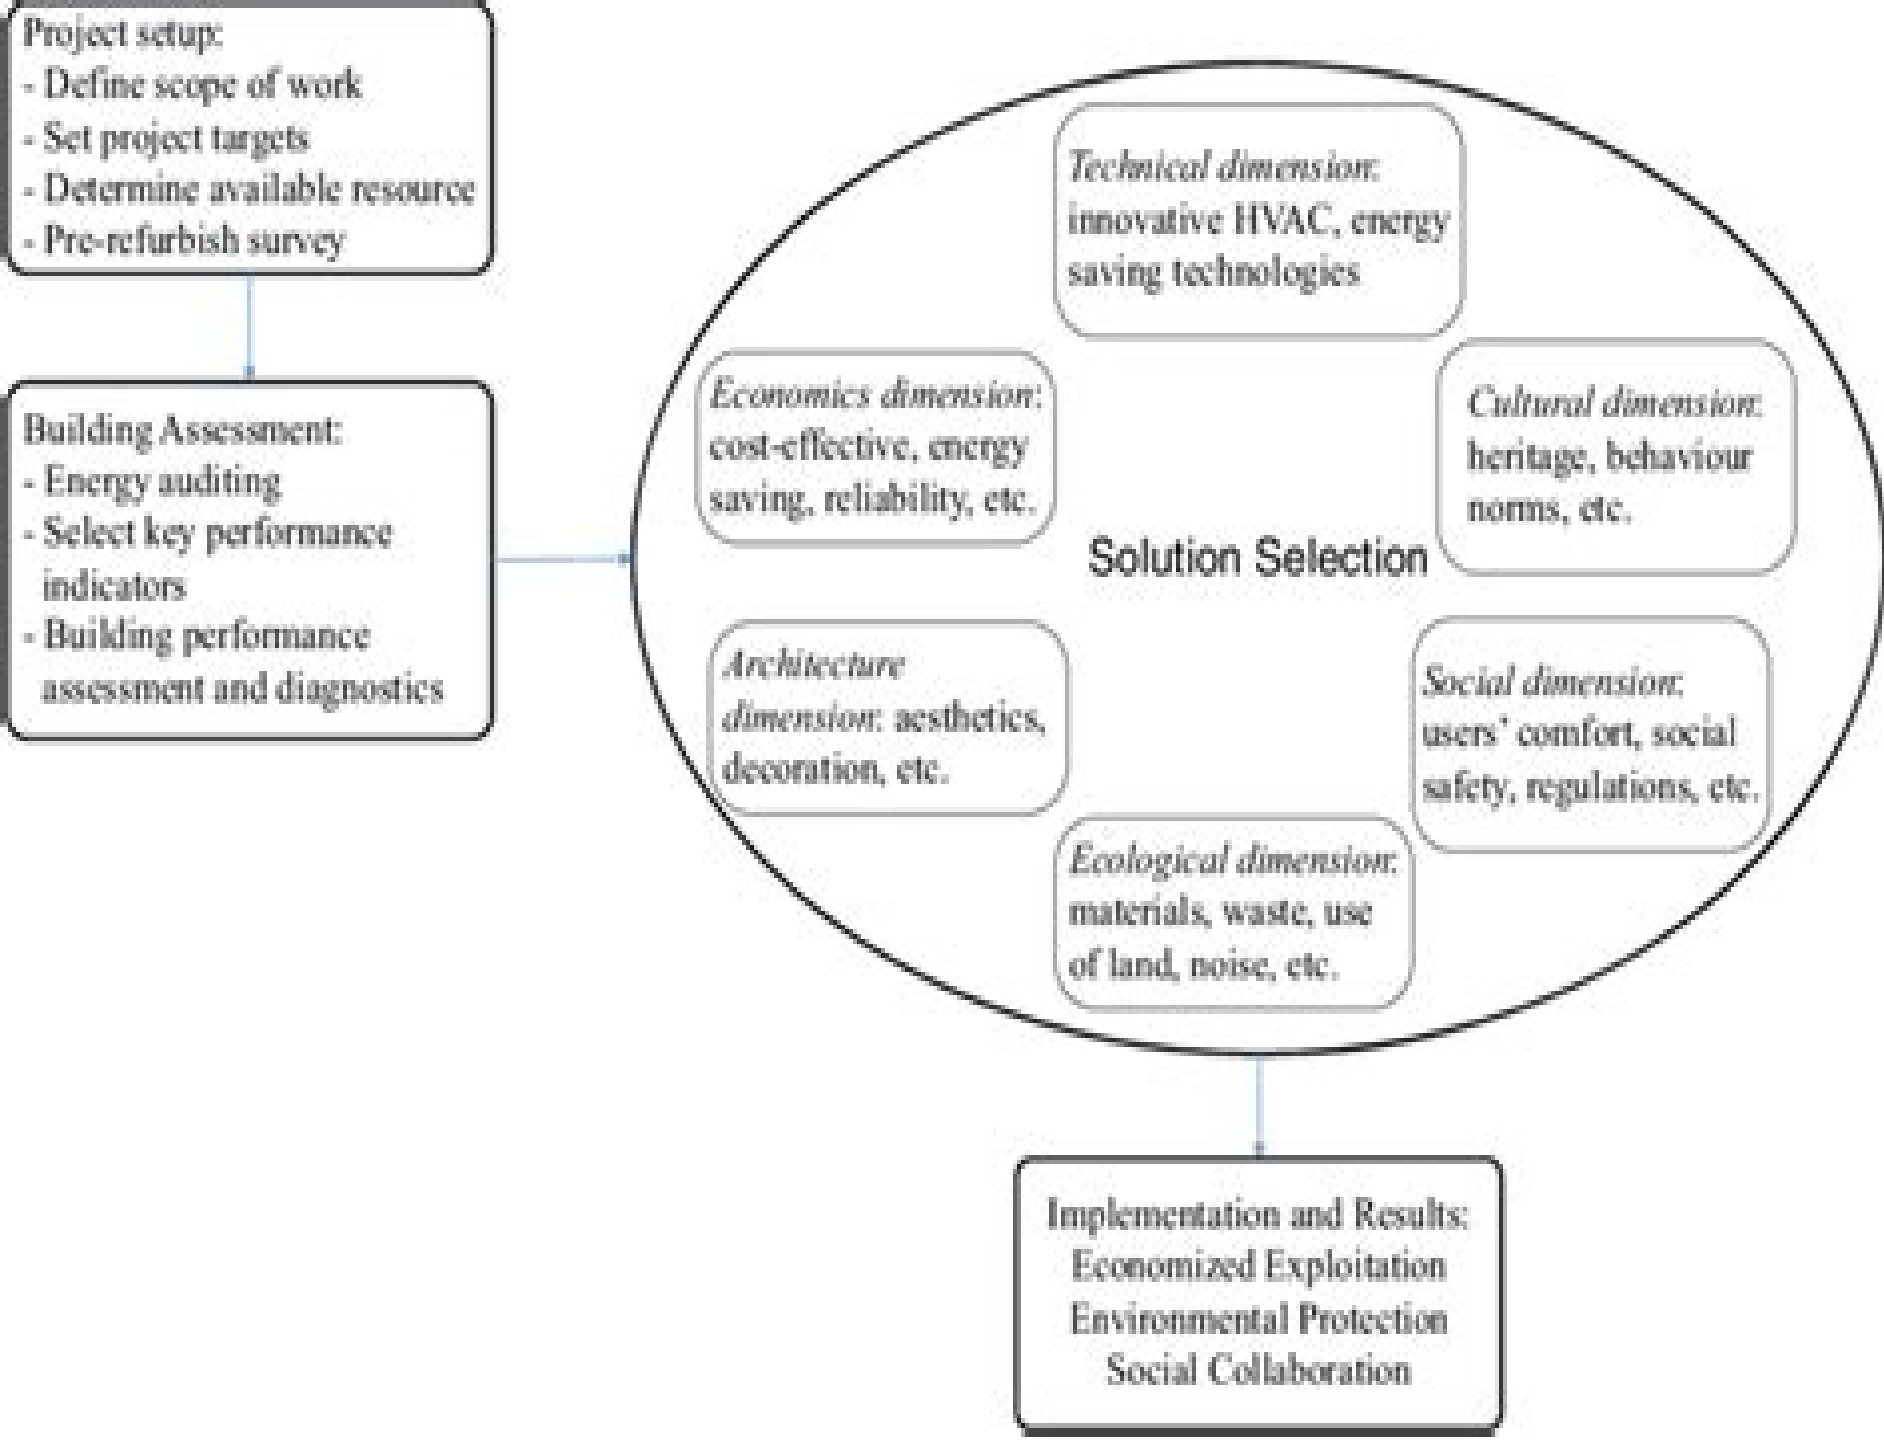 Project setup:
- Define scope of work
- Set project targets
- Determine available resource
- Pre-refurbish survey
Building Assessment:
- Energy auditing
- Select key performance
indicators
- Building performance
assessment and diagnostics
Technical dimension:
innovative HVAC, energy
saving technologies
Economics dimension:
cost-effective, energy
saving, reliability, etc.
Cultural dimension:
heritage, behaviour
norms, etc.
Solution Selection
Architecture
dimension: aesthetics,
decoration, etc.
Social dimension:
users' comfort, social
safety, regulations, etc.
Ecological dimension:
materials, waste, use
of land, noise, etc.
Implementation and Results:
Economized Exploitation
Environmental Protection
Social Collaboration